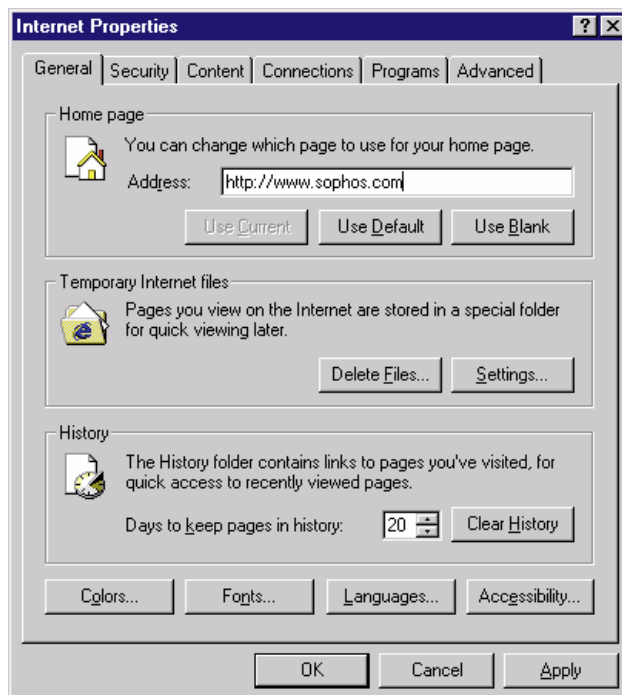 Internet Properties
General Security Content Connections Programs Advanced
Home page
You can change which page to use for your home page.
Address: http://www.sophos.com
Use Current Use Default Use Blank
Temporary Internet files
Pages you view on the Internet are stored in a special folder
for quick viewing later.
Delete Files... Settings...
History
The History folder contains links to pages you've visited, for
quick access to recently viewed pages.
Days to keep pages in history: 20 Clear History
Colors... Fonts... Languages... Accessibility...
OK Cancel Apply